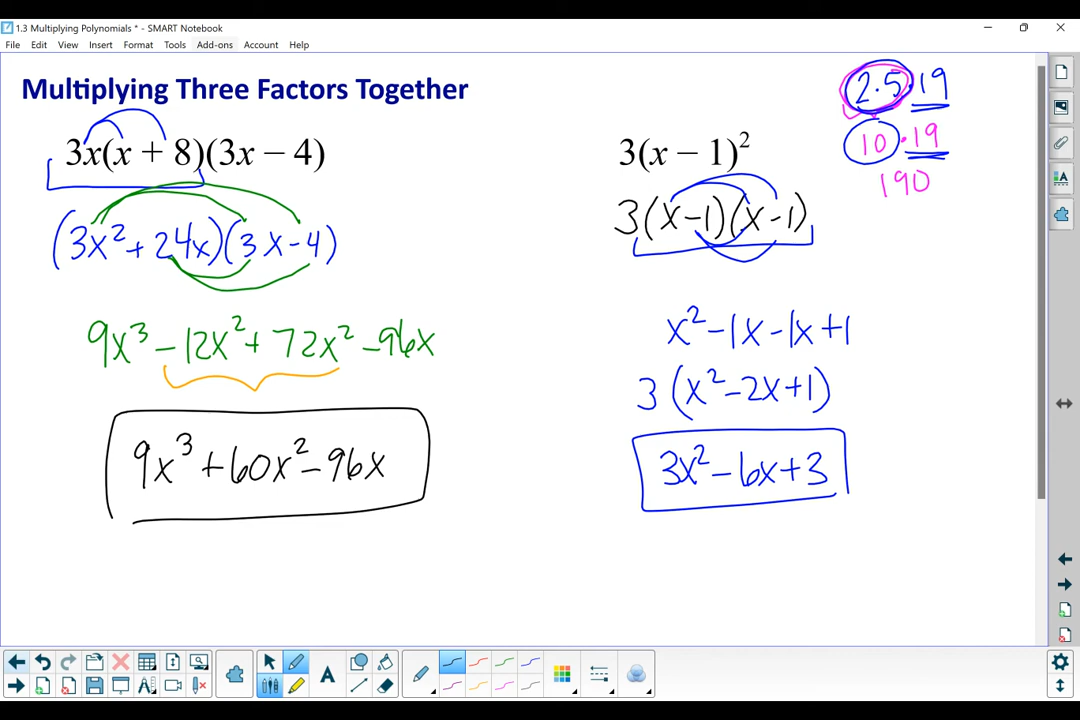 1.3 Multiplying Polynomials * - SMART Notebook
File Edit View Insert Format Tools Add-ons Account Help
Multiplying Three Factors Together
3x(x + 8)(3x − 4)
(3x² + 24x)(3x − 4)
9x³ − 12x² + 72x² − 96x
9x³ + 60x² − 96x
3(x − 1)²
3(x − 1)(x − 1)
x² − 1x − 1x + 1
3(x² − 2x + 1)
3x² − 6x + 3
2·5·19
10·19
190